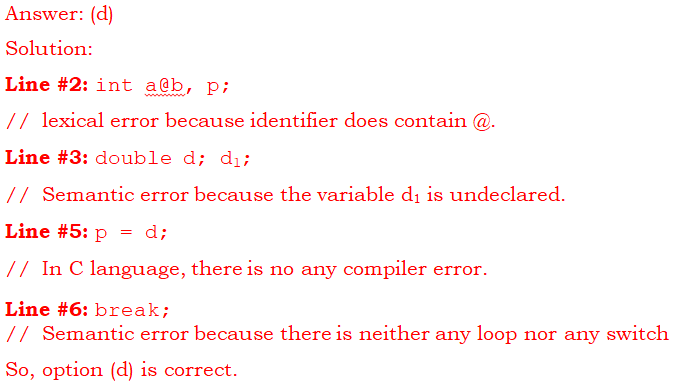 Answer: (d)
Solution:
Line #2: int a@b, p;
// lexical error because identifier does contain @.
Line #3: double d; d₁;
// Semantic error because the variable d₁ is undeclared.
Line #5: p = d;
// In C language, there is no any compiler error.
Line #6: break;
// Semantic error because there is neither any loop nor any switch
So, option (d) is correct.